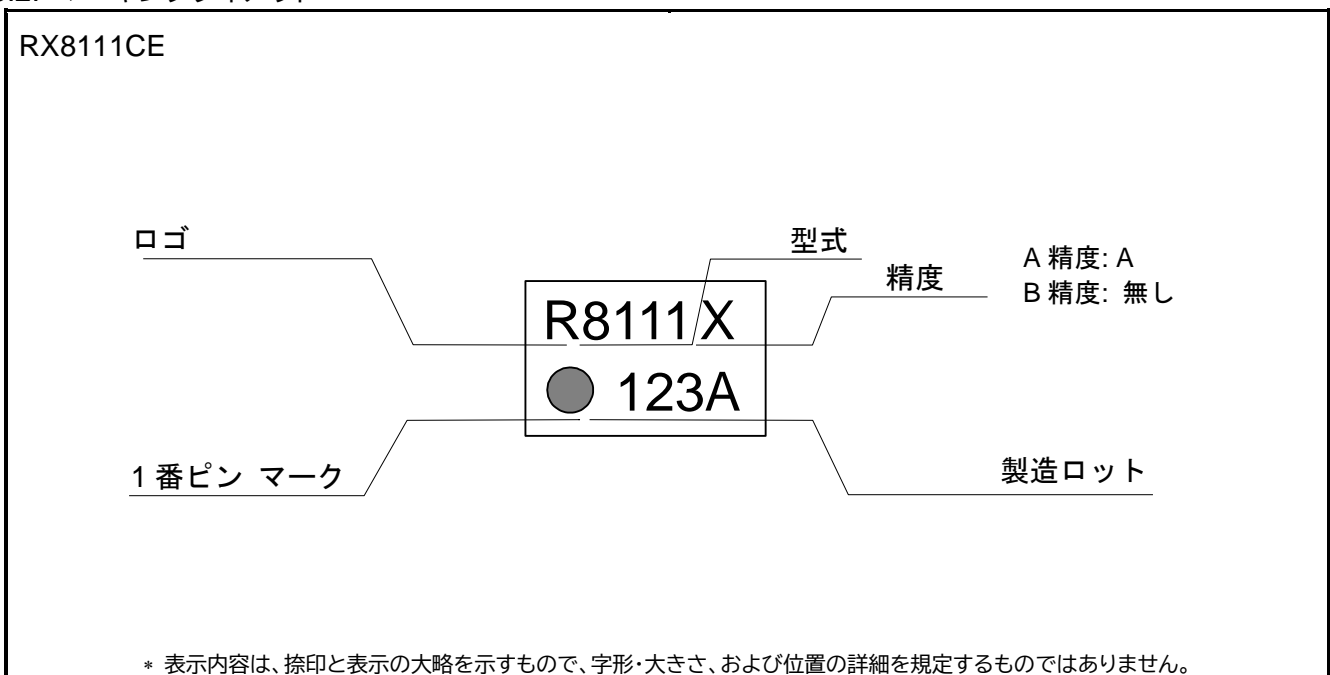 RX8111CE
ロゴ
型式
精度
A 精度: A
B 精度: 無し
R8111 X
123A
1 番ピン マーク
製造ロット
* 表示内容は、捺印と表示の大略を示すもので、字形・大きさ、および位置の詳細を規定するものではありません。